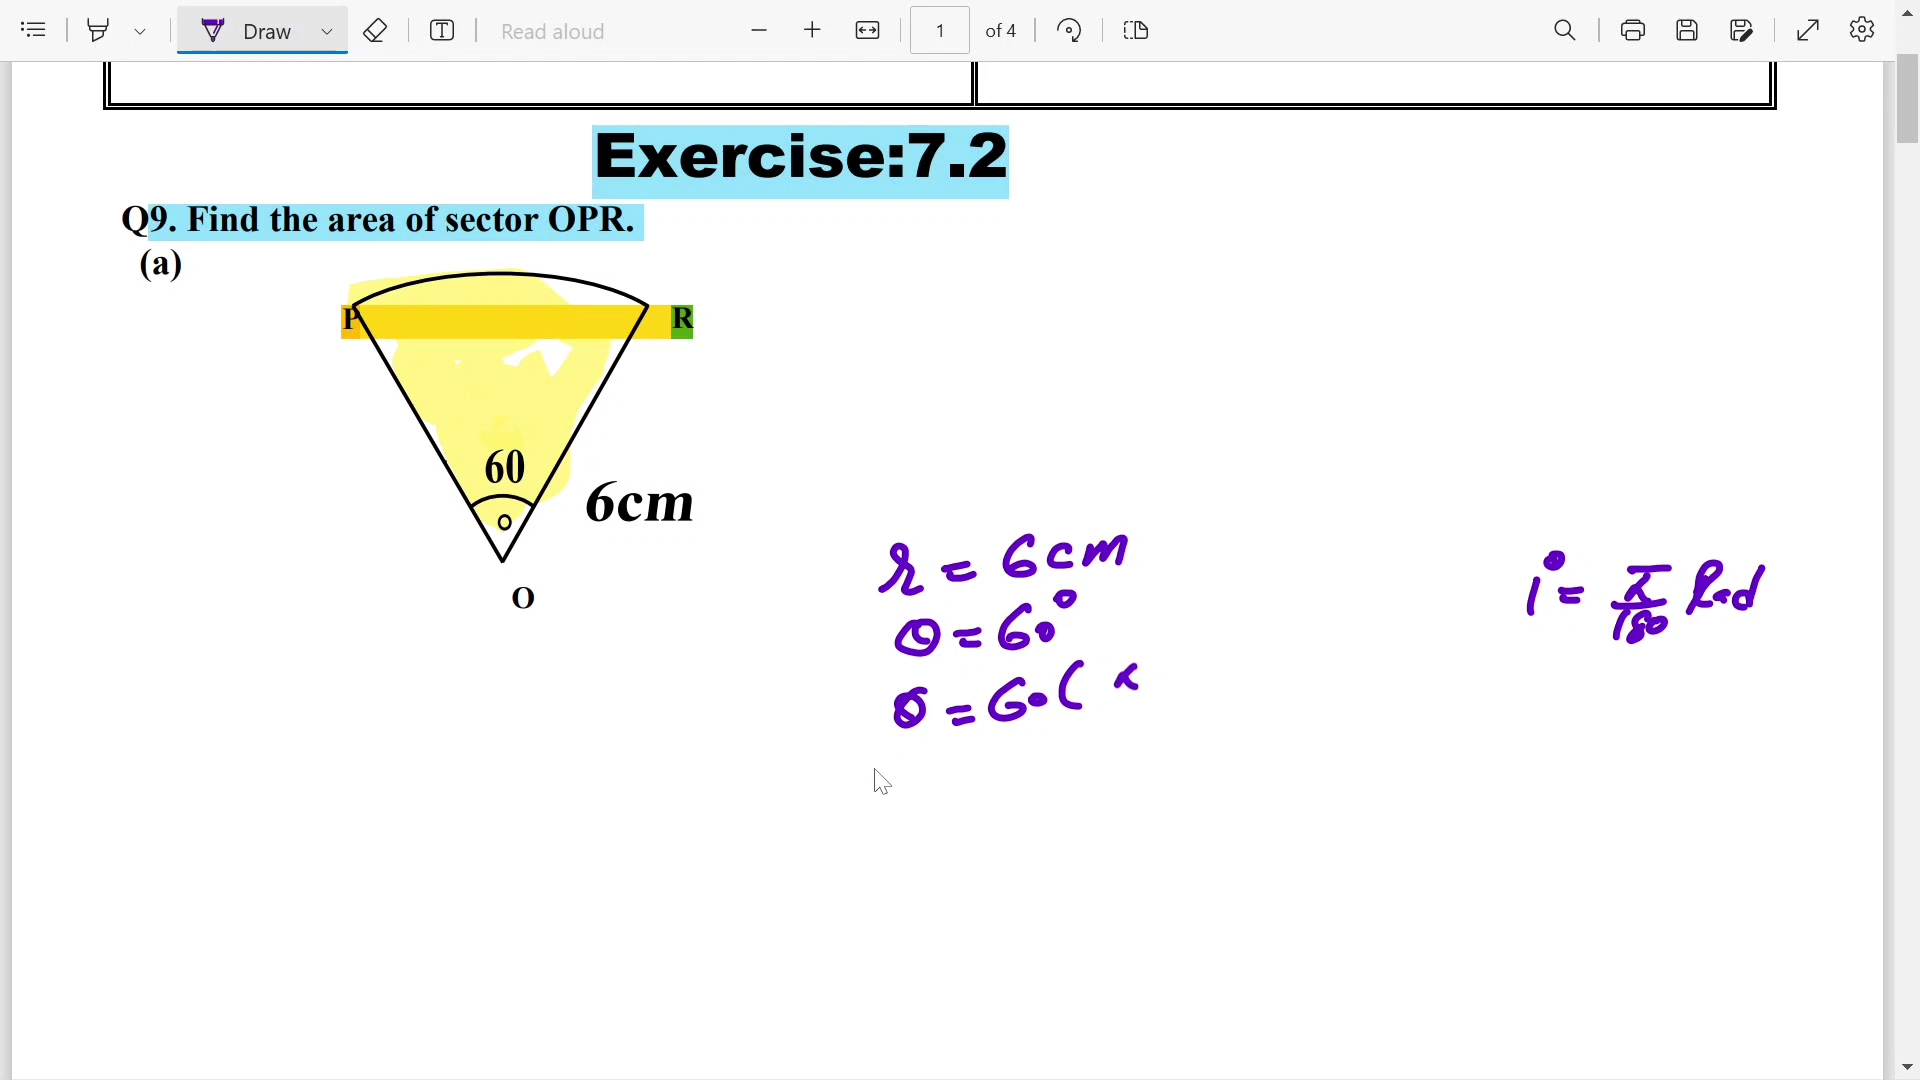 Draw
Read aloud
1 of 4
Exercise:7.2
Q9. Find the area of sector OPR.
(a)
P
R
60
o
6cm
O
r = 6cm
θ = 60°
θ = 60 (
1° = π/180 Rad